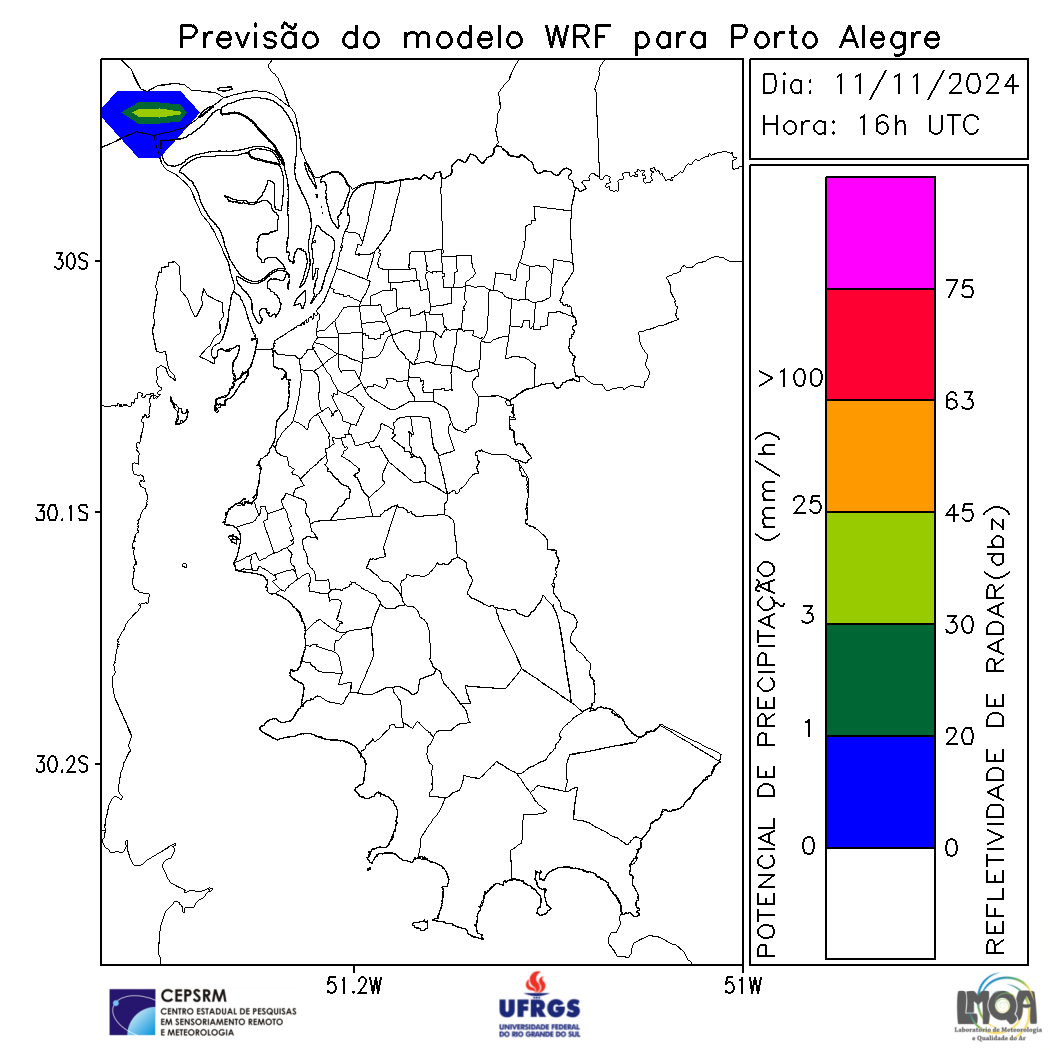 Previsão do modelo WRF para Porto Alegre
Dia: 11/11/2024
Hora: 16h UTC
30S
30.1S
30.2S
51.2W
51W
POTENCIAL DE PRECIPITAÇÃO (mm/h)
>100
25
3
1
0
75
63
45
30
20
0
REFLETIVIDADE DE RADAR(dbz)
CEPSRM
CENTRO ESTADUAL DE PESQUISAS
EM SENSORIAMENTO REMOTO
E METEOROLOGIA
UFRGS
UNIVERSIDADE FEDERAL
DO RIO GRANDE DO SUL
LMQA
Laboratório de Meteorologia
e Qualidade do Ar